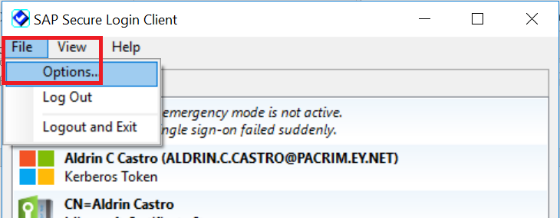 SAP Secure Login Client
File View Help
Options...
Log Out
emergency mode is not active.
Logout and Exit
ngle sign-on failed suddenly.
Aldrin C Castro (ALDRIN.C.CASTRO@PACRIM.EY.NET)
Kerberos Token
CN=Aldrin Castro